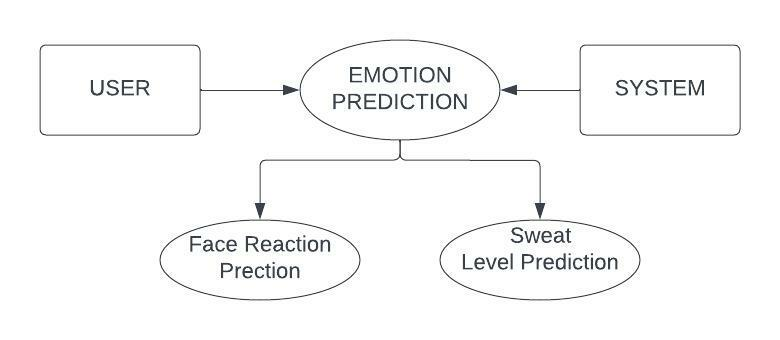 USER
EMOTION
PREDICTION
SYSTEM
Face Reaction
Prection
Sweat
Level Prediction